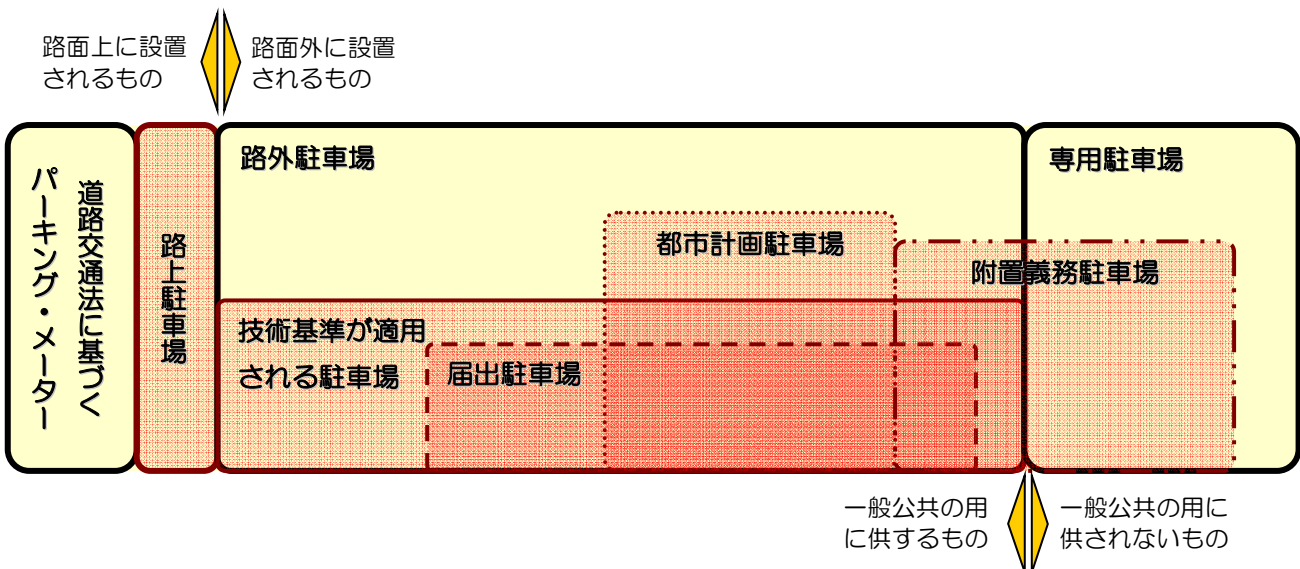 路面上に設置
されるもの
路面外に設置
されるもの
道路交通法に基づく
パーキング・メーター
路上駐車場
路外駐車場
専用駐車場
都市計画駐車場
附置義務駐車場
技術基準が適用
される駐車場
届出駐車場
一般公共の用
に供するもの
一般公共の用に
供されないもの